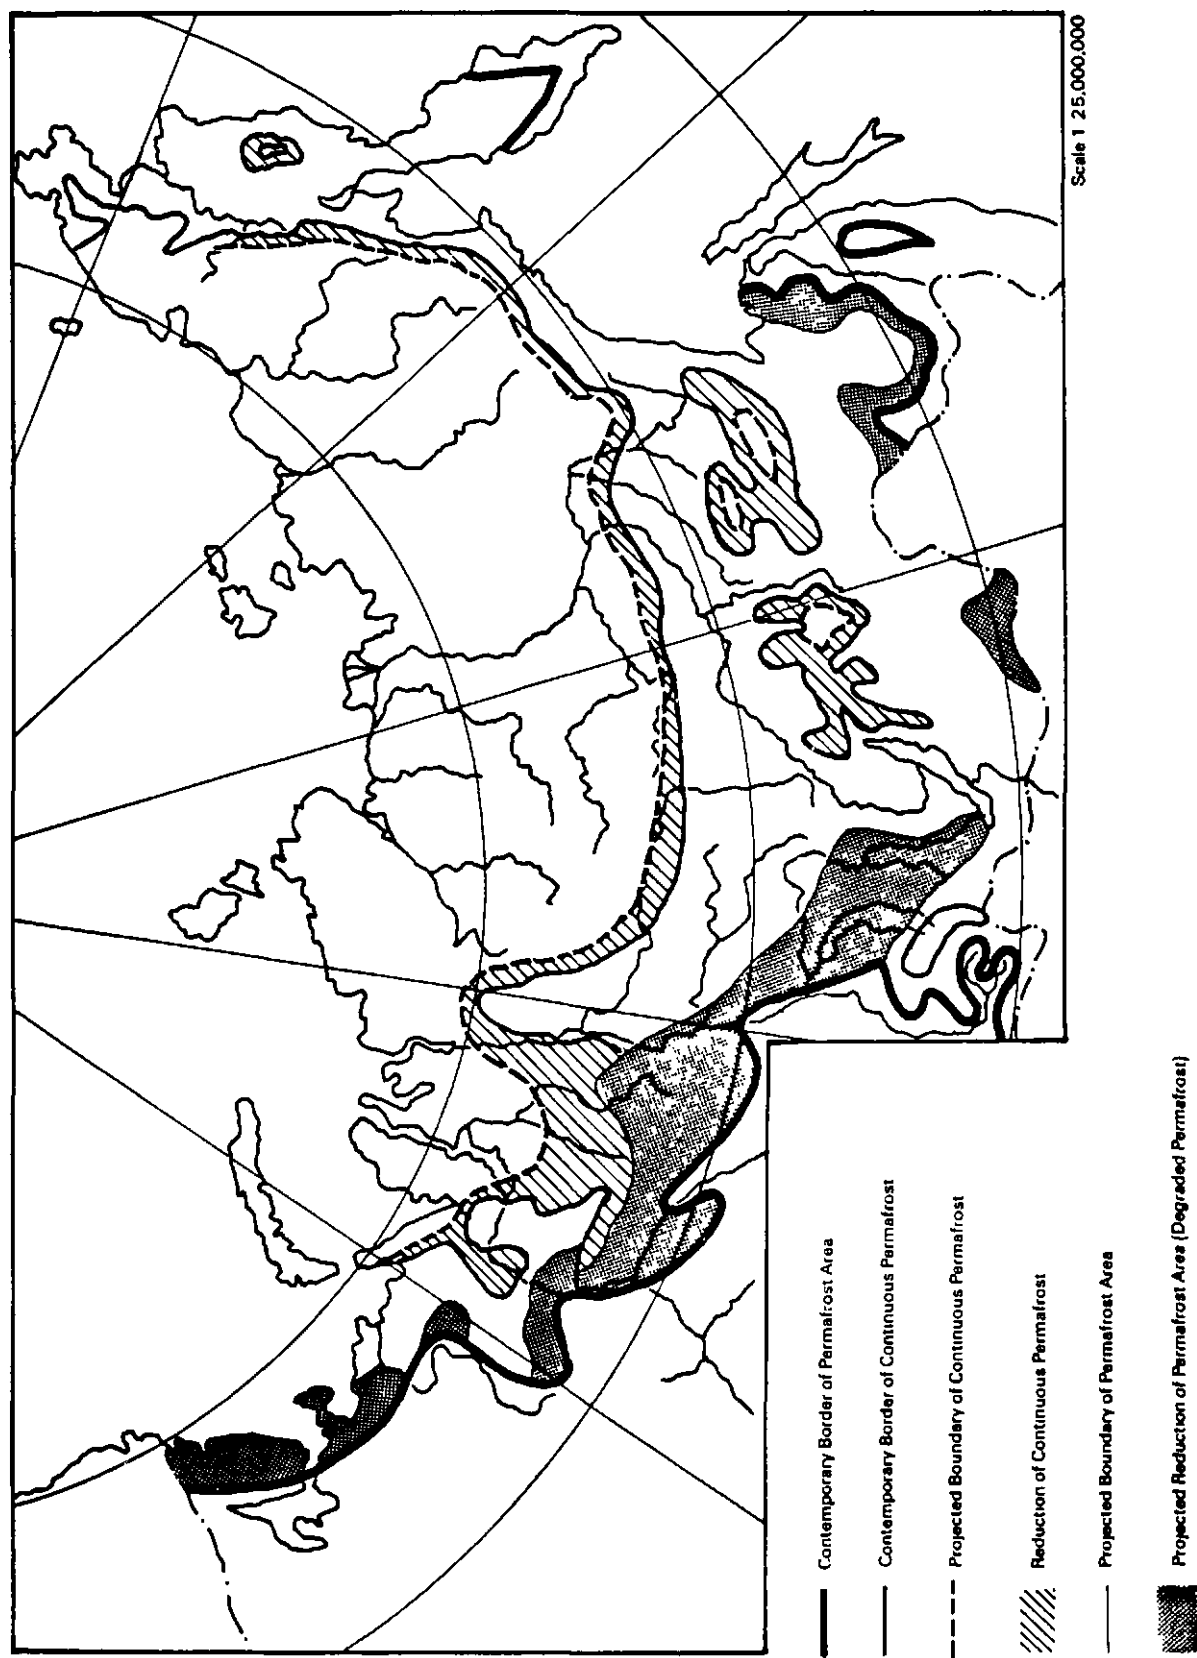 Scale 1 25,000,000
Contemporary Border of Permafrost Area
Contemporary Border of Continuous Permafrost
Projected Boundary of Continuous Permafrost
Reduction of Continuous Permafrost
Projected Boundary of Permafrost Area
Projected Reduction of Permafrost Area (Degraded Permafrost)